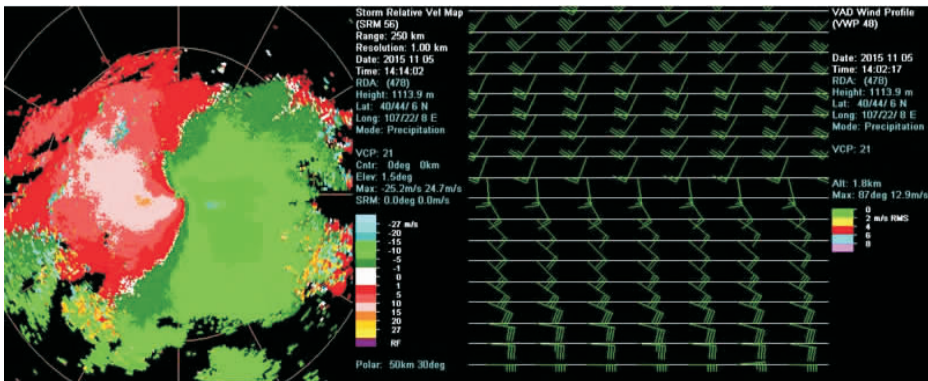 Storm Relative Vel Map
(SRM 56)
Range: 250 km
Resolution: 1.00 km
Date: 2015 11 05
Time: 14:14:02
RDA: (478)
Height: 1113.9 m
Lat: 40/44/ 6 N
Long: 107/22/ 8 E
Mode: Precipitation
VCP: 21
Cntr: 0deg 0km
Elev: 1.5deg
Max: -25.2m/s 24.7m/s
SRM: 0.0deg 0.0m/s
-27 m/s
-20
-15
-10
-5
-1
0
1
5
10
15
20
27
RF
Polar: 50km 30deg
VAD Wind Profile
(VWP 48)
Date: 2015 11 05
Time: 14:02:17
RDA: (478)
Height: 1113.9 m
Lat: 40/44/ 6 N
Long: 107/22/ 8 E
Mode: Precipitation
VCP: 21
Alt: 1.8km
Max: 87deg 12.9m/s
0
2 m/s RMS
4
6
8